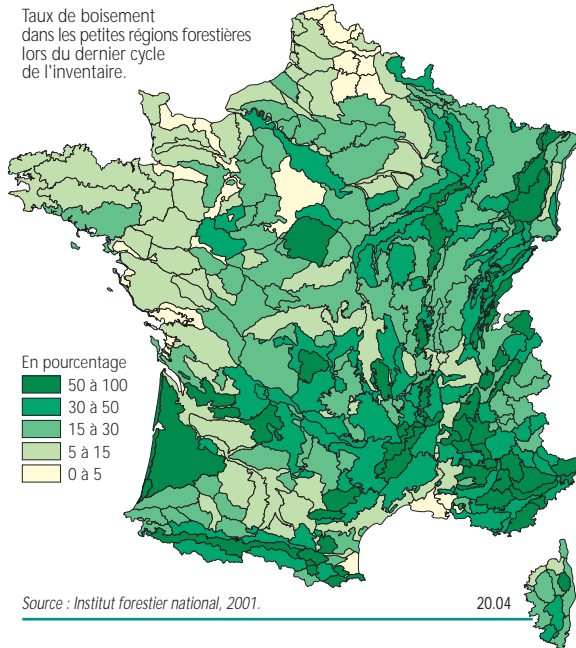 Taux de boisement
dans les petites régions forestières
lors du dernier cycle
de l'inventaire.
En pourcentage
50 à 100
30 à 50
15 à 30
5 à 15
0 à 5
Source : Institut forestier national, 2001.
20.04